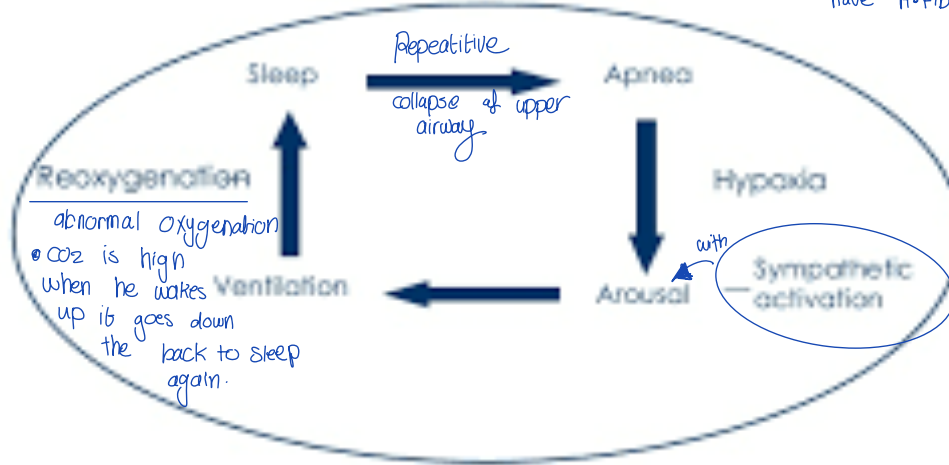 have
Repeatitive
Sleep
Apnea
collapse of upper
airway
Reoxygenation
Hypoxia
abnormal oxygenation
with
• CO2 is high
when he wakes
up it goes down
the back to sleep
again.
Ventilation
Arousal
Sympathetic
activation